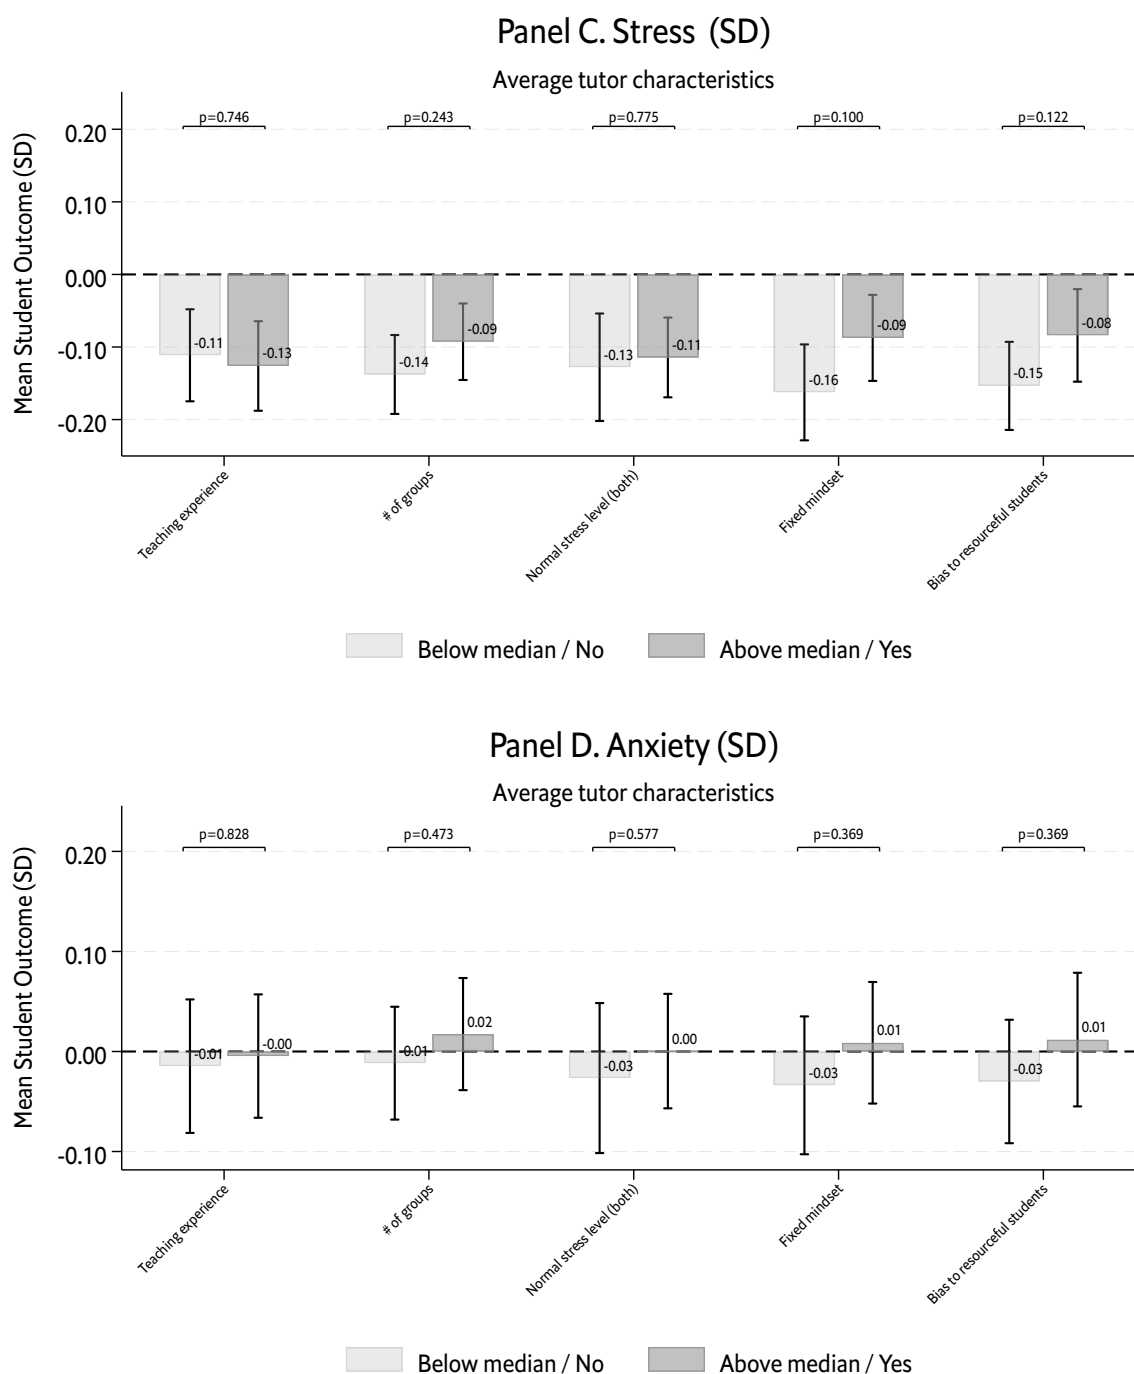 Panel C. Stress (SD)
Average tutor characteristics
Mean Student Outcome (SD)
0.20
0.10
0.00
-0.10
-0.20
p=0.746
p=0.243
p=0.775
p=0.100
p=0.122
-0.11
-0.13
-0.14
-0.09
-0.13
-0.11
-0.16
-0.09
-0.15
-0.08
Teaching experience
# of groups
Normal stress level (both)
Fixed mindset
Bias to resourceful students
Below median / No
Above median / Yes
Panel D. Anxiety (SD)
Average tutor characteristics
Mean Student Outcome (SD)
0.20
0.10
0.00
-0.10
p=0.828
p=0.473
p=0.577
p=0.369
p=0.369
-0.01
-0.00
-0.01
0.02
-0.03
0.00
-0.03
0.01
-0.03
0.01
Teaching experience
# of groups
Normal stress level (both)
Fixed mindset
Bias to resourceful students
Below median / No
Above median / Yes